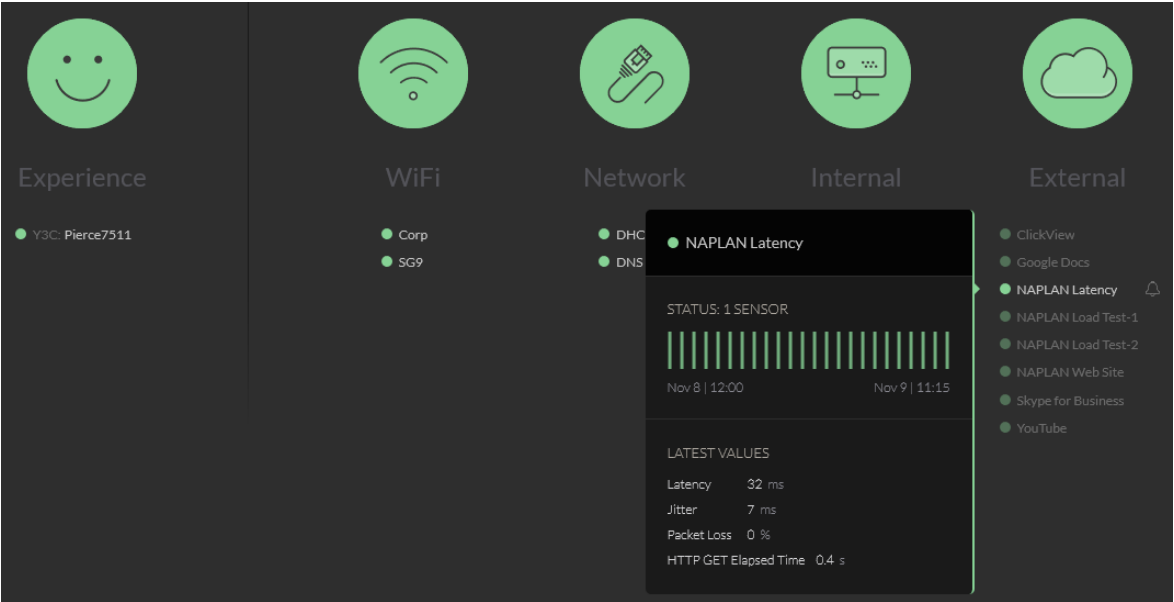 Experience
WiFi
Network
Internal
External
Y3C: Pierce7511
Corp
SG9
DHC
DNS
NAPLAN Latency
STATUS: 1 SENSOR
Nov 8 | 12:00
Nov 9 | 11:15
LATEST VALUES
Latency 32 ms
Jitter 7 ms
Packet Loss 0 %
HTTP GET Elapsed Time 0.4 s
ClickView
Google Docs
NAPLAN Latency
NAPLAN Load Test-1
NAPLAN Load Test-2
NAPLAN Web Site
Skype for Business
YouTube